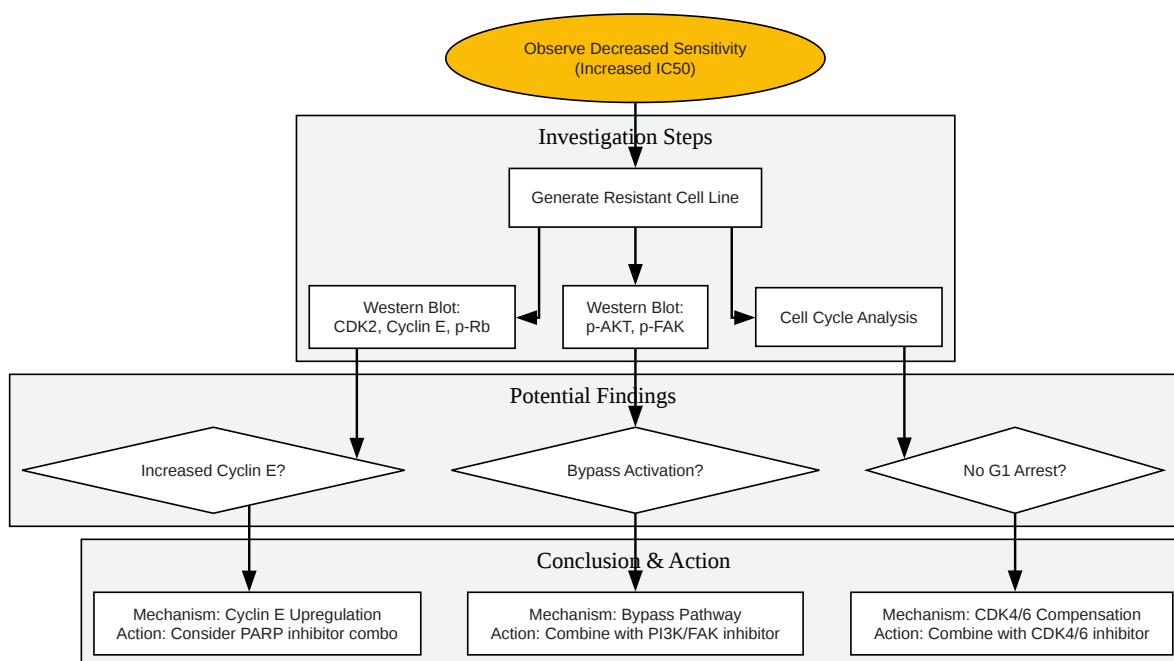 Observe Decreased Sensitivity
(Increased IC50)
Investigation Steps
Generate Resistant Cell Line
Western Blot:
CDK2, Cyclin E, p-Rb
Western Blot:
p-AKT, p-FAK
Cell Cycle Analysis
Potential Findings
Increased Cyclin E?
Bypass Activation?
No G1 Arrest?
Conclusion & Action
Mechanism: Cyclin E Upregulation
Action: Consider PARP inhibitor combo
Mechanism: Bypass Pathway
Action: Combine with PI3K/FAK inhibitor
Mechanism: CDK4/6 Compensation
Action: Combine with CDK4/6 inhibitor